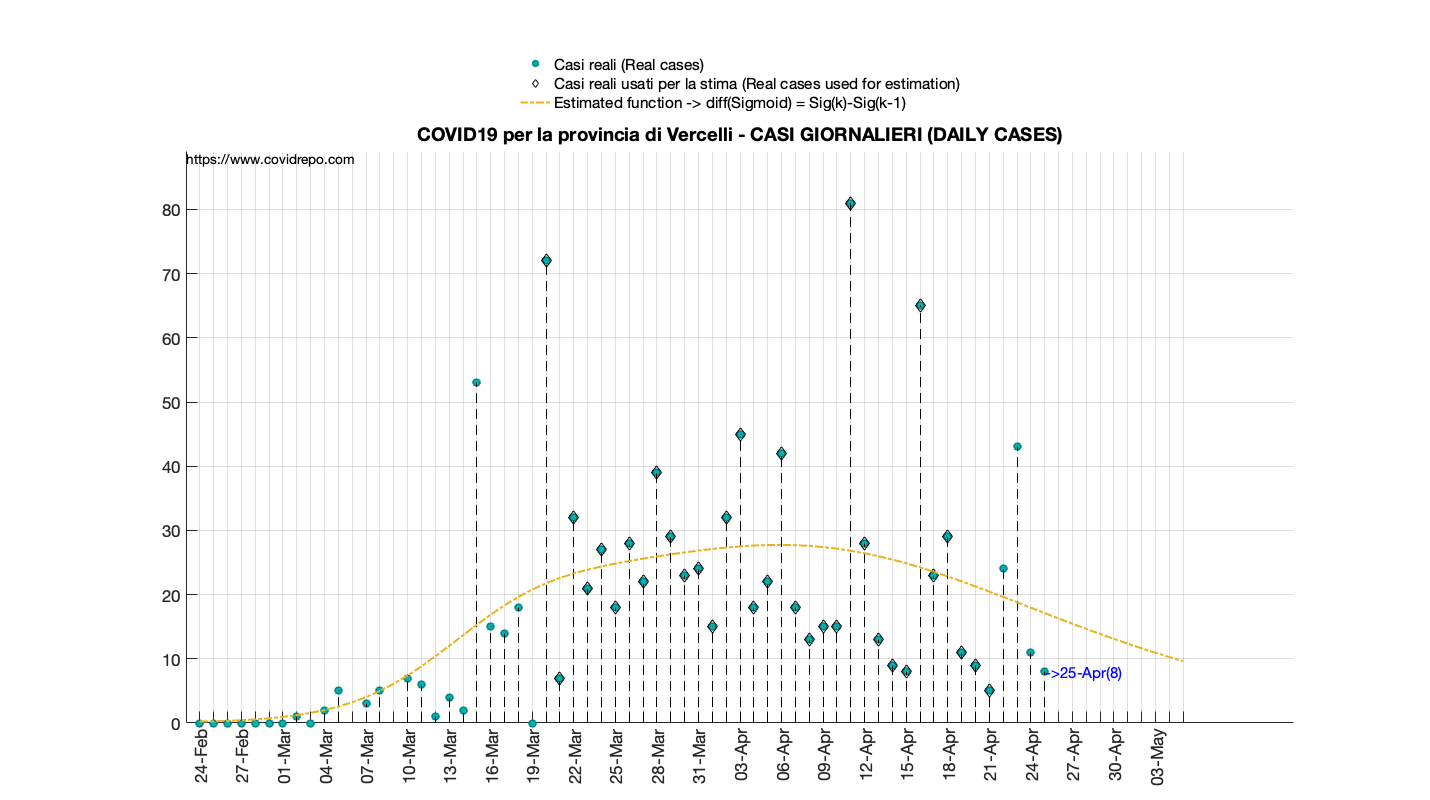 Casi reali (Real cases)
Casi reali usati per la stima (Real cases used for estimation)
Estimated function -> diff(Sigmoid) = Sig(k)-Sig(k-1)
COVID19 per la provincia di Vercelli - CASI GIORNALIERI (DAILY CASES)
https://www.covidrepo.com
80
70
60
50
40
30
20
10
0
->25-Apr(8)
24-Feb
27-Feb
01-Mar
04-Mar
07-Mar
10-Mar
13-Mar
16-Mar
19-Mar
22-Mar
25-Mar
28-Mar
31-Mar
03-Apr
06-Apr
09-Apr
12-Apr
15-Apr
18-Apr
21-Apr
24-Apr
27-Apr
30-Apr
03-May